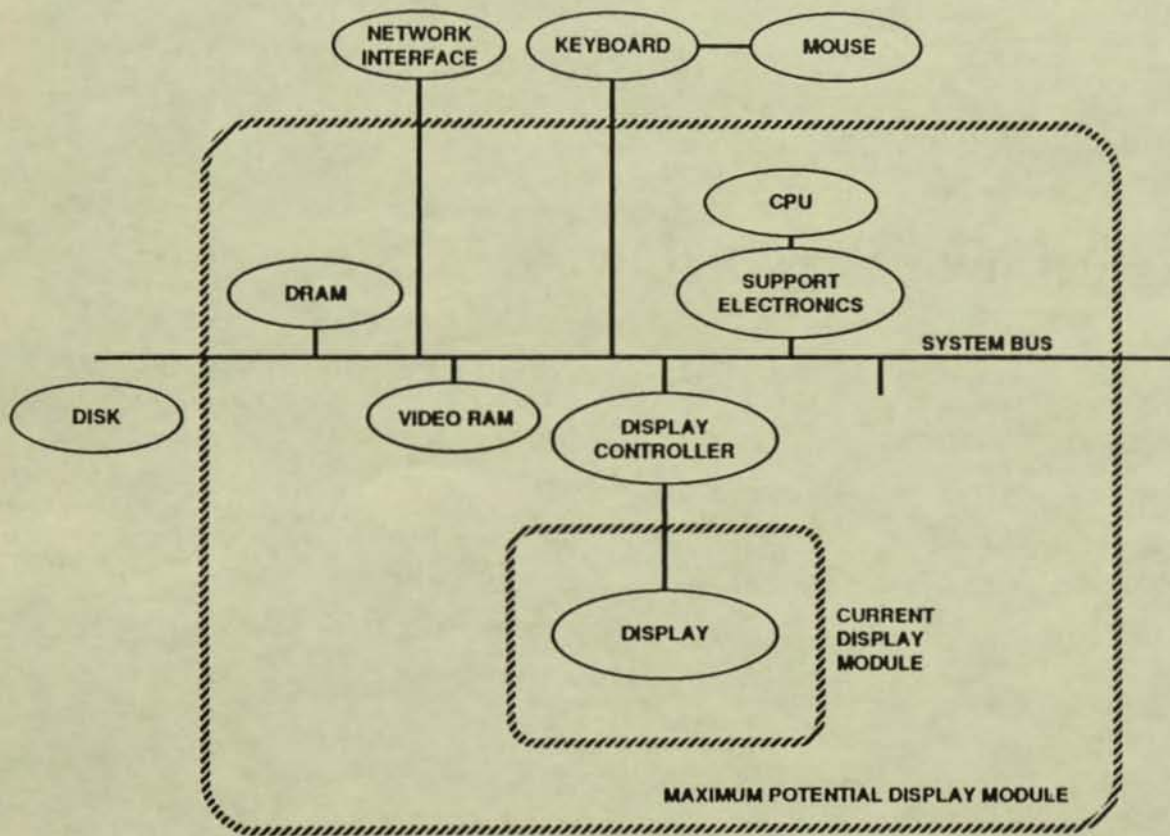 NETWORK
INTERFACE
KEYBOARD
MOUSE
CPU
SUPPORT
ELECTRONICS
DRAM
SYSTEM BUS
DISK
VIDEO RAM
DISPLAY
CONTROLLER
DISPLAY
CURRENT
DISPLAY
MODULE
MAXIMUM POTENTIAL DISPLAY MODULE